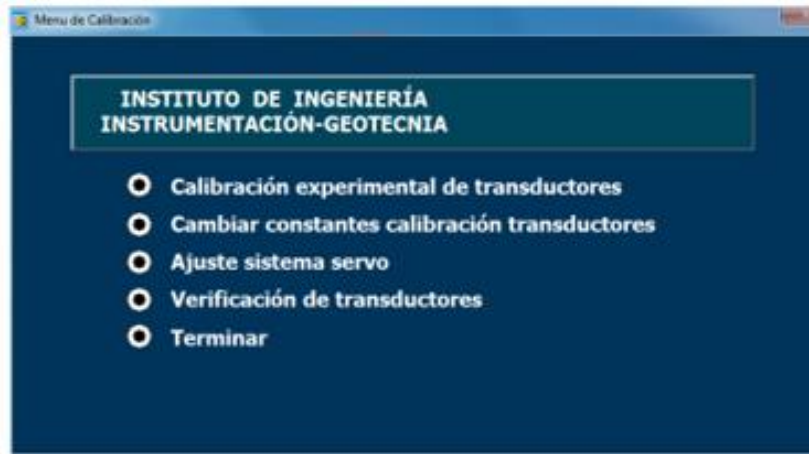 Menu de Calibración
INSTITUTO DE INGENIERÍA
INSTRUMENTACIÓN-GEOTECNIA
Calibración experimental de transductores
Cambiar constantes calibración transductores
Ajuste sistema servo
Verificación de transductores
Terminar